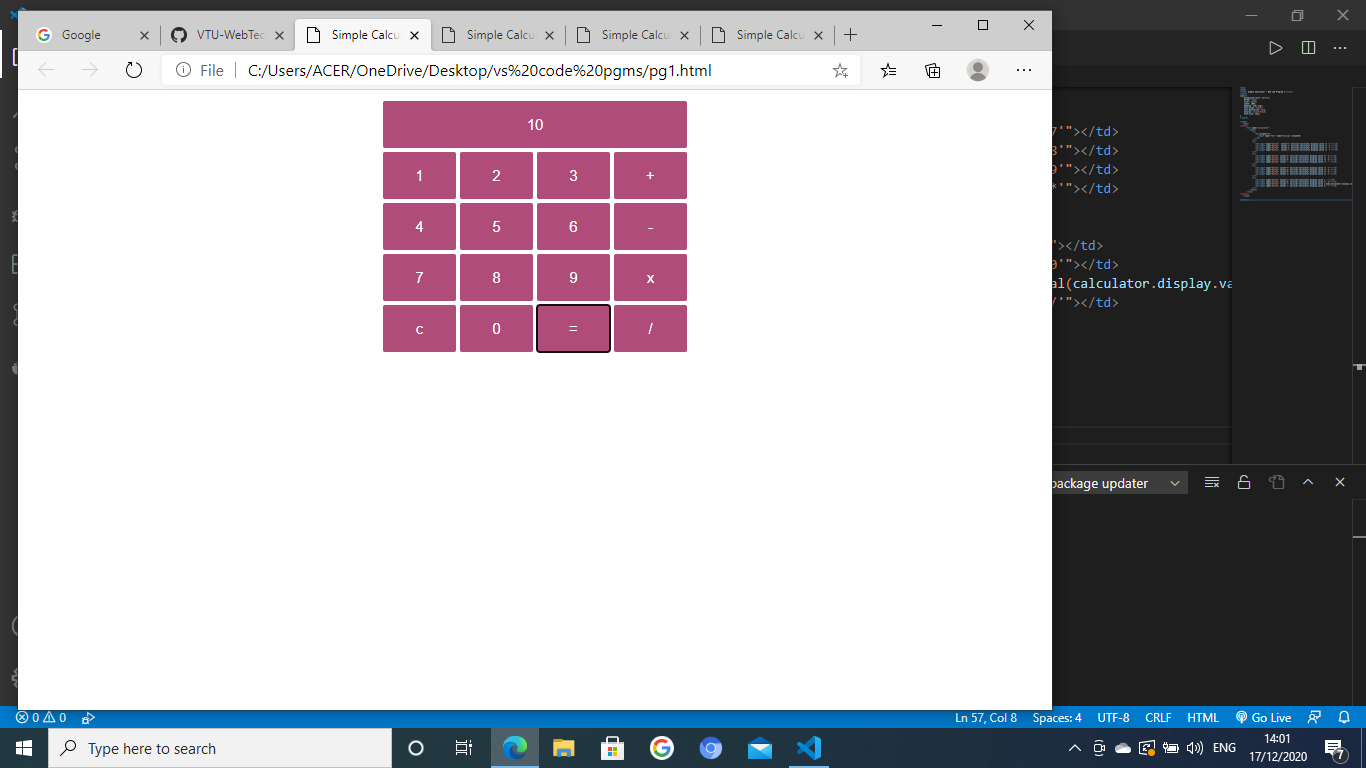 Google
VTU-WebTec
Simple Calcu
Simple Calcu
Simple Calcu
Simple Calcu
File
C:/Users/ACER/OneDrive/Desktop/vs%20code%20pgms/pg1.html
10
1 2 3 +
4 5 6 -
7 8 9 x
c 0 = /
7'"></td>
8'"></td>
9'"></td>
*'"></td>
'></td>
0'"></td>
al(calculator.display.va
/'"></td>
package updater
0 0
Ln 57, Col 8
Spaces: 4
UTF-8
CRLF
HTML
Go Live
Type here to search
ENG
14:01
17/12/2020
7